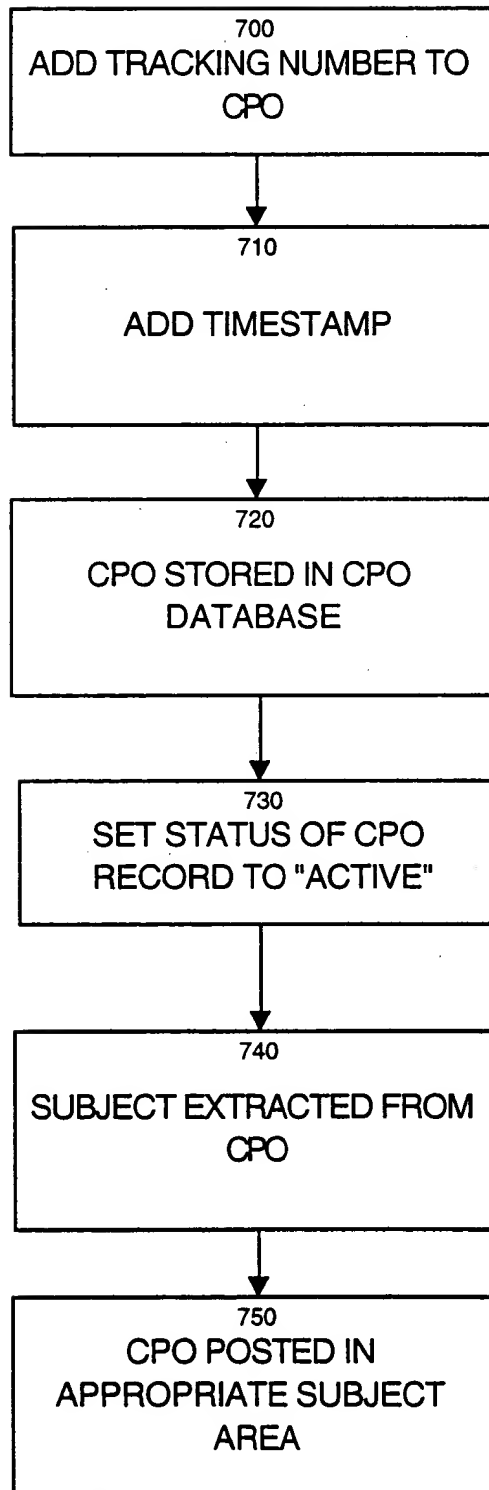 700
ADD TRACKING NUMBER TO
CPO
710
ADD TIMESTAMP
720
CPO STORED IN CPO
DATABASE
730
SET STATUS OF CPO
RECORD TO "ACTIVE"
740
SUBJECT EXTRACTED FROM
CPO
750
CPO POSTED IN
APPROPRIATE SUBJECT
AREA